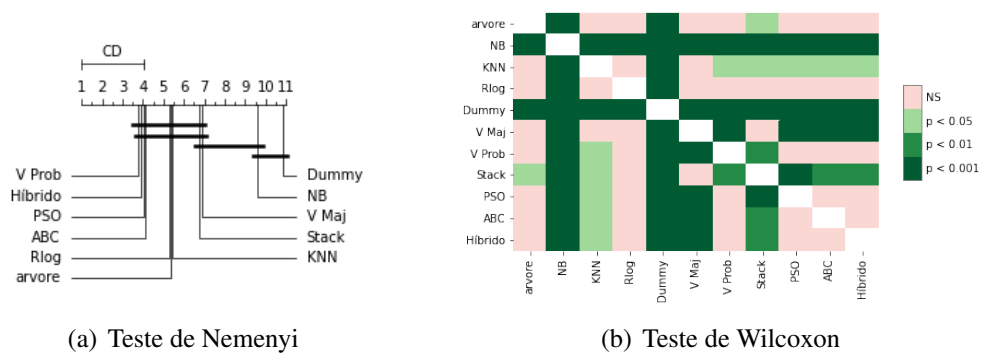 CD
1 2 3 4 5 6 7 8 9 10 11
V Prob
Híbrido
PSO
ABC
Rlog
arvore
Dummy
NB
V Maj
Stack
KNN
(a) Teste de Nemenyi
arvore
NB
KNN
Rlog
Dummy
V Maj
V Prob
Stack
PSO
ABC
Híbrido
arvore
NB
KNN
Rlog
Dummy
V Maj
V Prob
Stack
PSO
ABC
Híbrido
NS
p < 0.05
p < 0.01
p < 0.001
(b) Teste de Wilcoxon